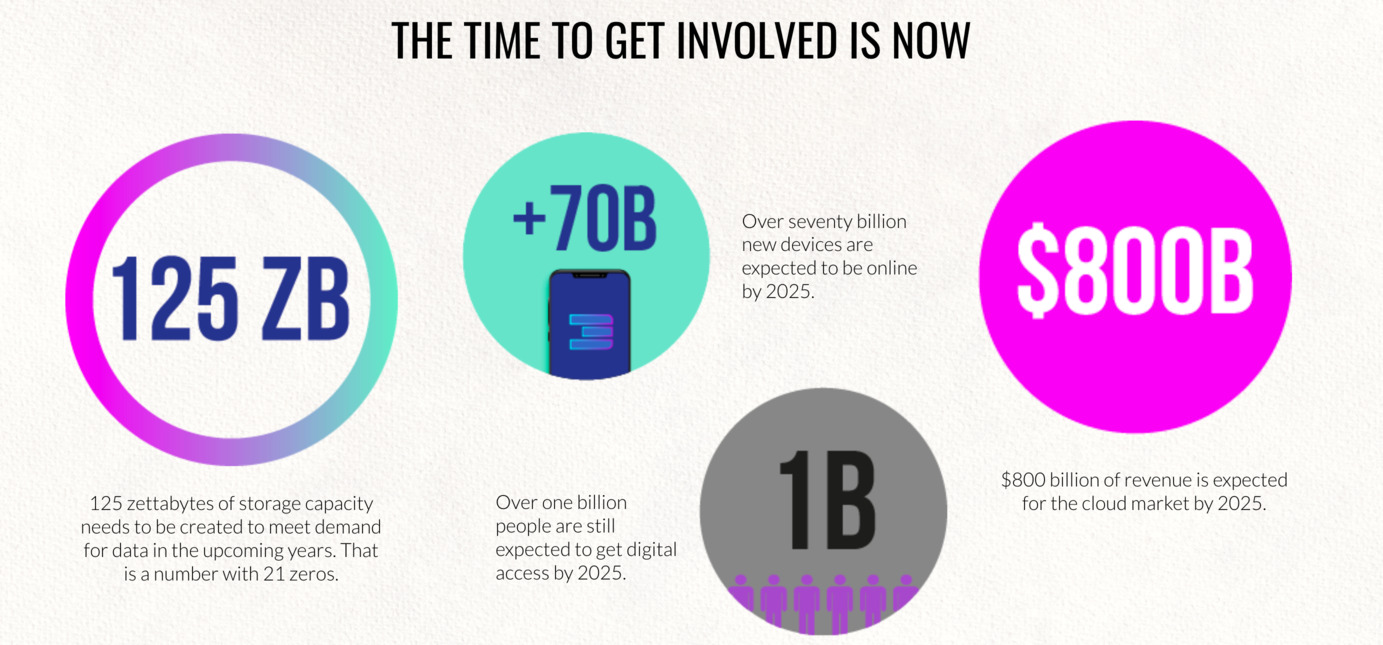 THE TIME TO GET INVOLVED IS NOW
125 ZB
125 zettabytes of storage capacity
needs to be created to meet demand
for data in the upcoming years. That
is a number with 21 zeros.
+70B
Over seventy billion
new devices are
expected to be online
by 2025.
Over one billion
people are still
expected to get digital
access by 2025.
1B
$800B
$800 billion of revenue is expected
for the cloud market by 2025.